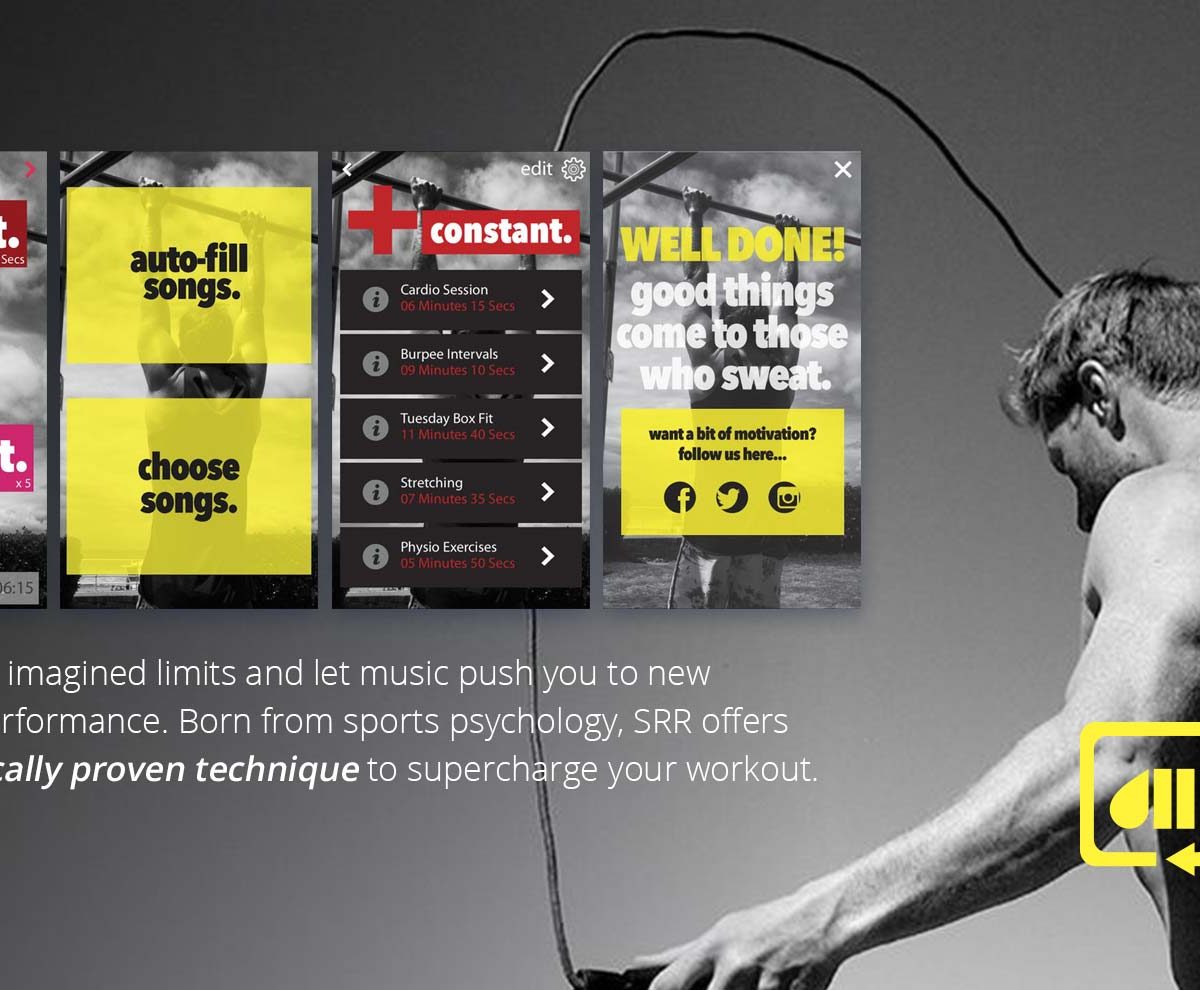 t.
Secs
t.
x 5
06:15
auto-fill
songs.
choose
songs.
edit
constant.
Cardio Session
06 Minutes 15 Secs
Burpee Intervals
09 Minutes 10 Secs
Tuesday Box Fit
11 Minutes 40 Secs
Stretching
07 Minutes 35 Secs
Physio Exercises
05 Minutes 50 Secs
WELL DONE!
good things
come to those
who sweat.
want a bit of motivation?
follow us here...
imagined limits and let music push you to new
rformance. Born from sports psychology, SRR offers
cally proven technique to supercharge your workout.